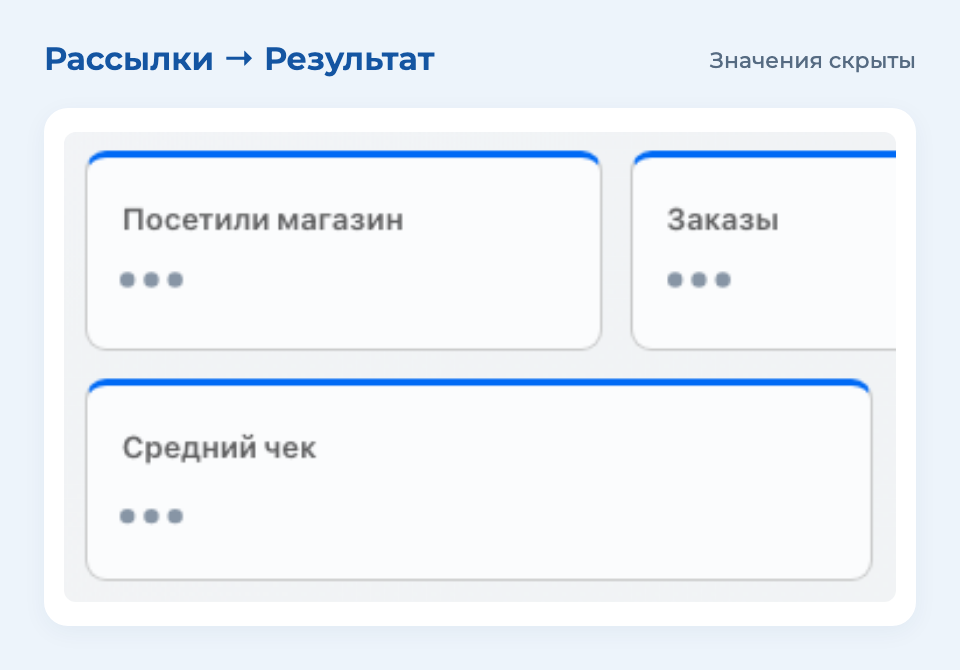 Рассылки → Результат
Значения скрыты
Посетили магазин
Заказы
Средний чек